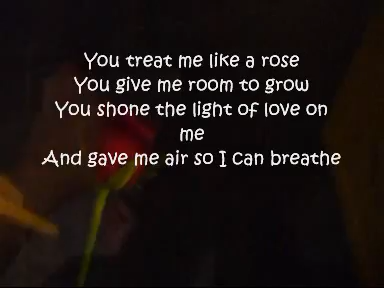 You treat me like a rose
You give me room to grow
You shone the light of love on
me
And gave me air so I can breathe